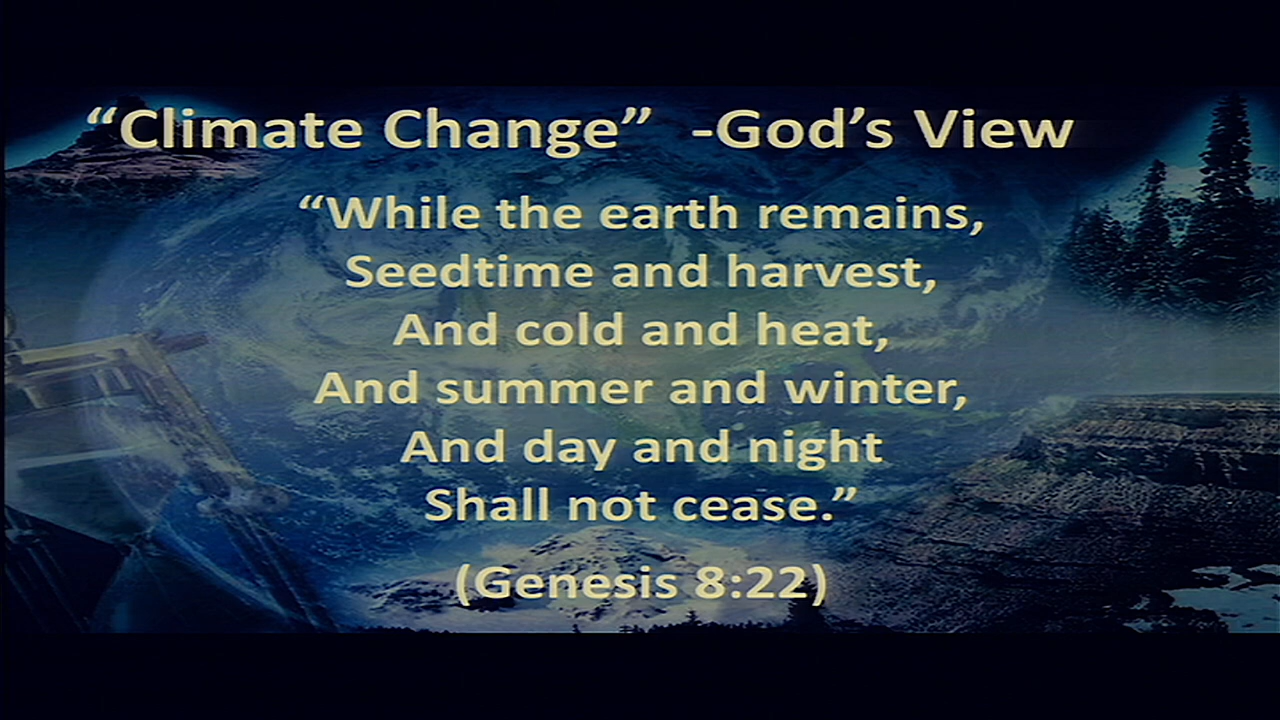 “Climate Change” -God’s View
“While the earth remains,
Seedtime and harvest,
And cold and heat,
And summer and winter,
And day and night
Shall not cease.”
(Genesis 8:22)